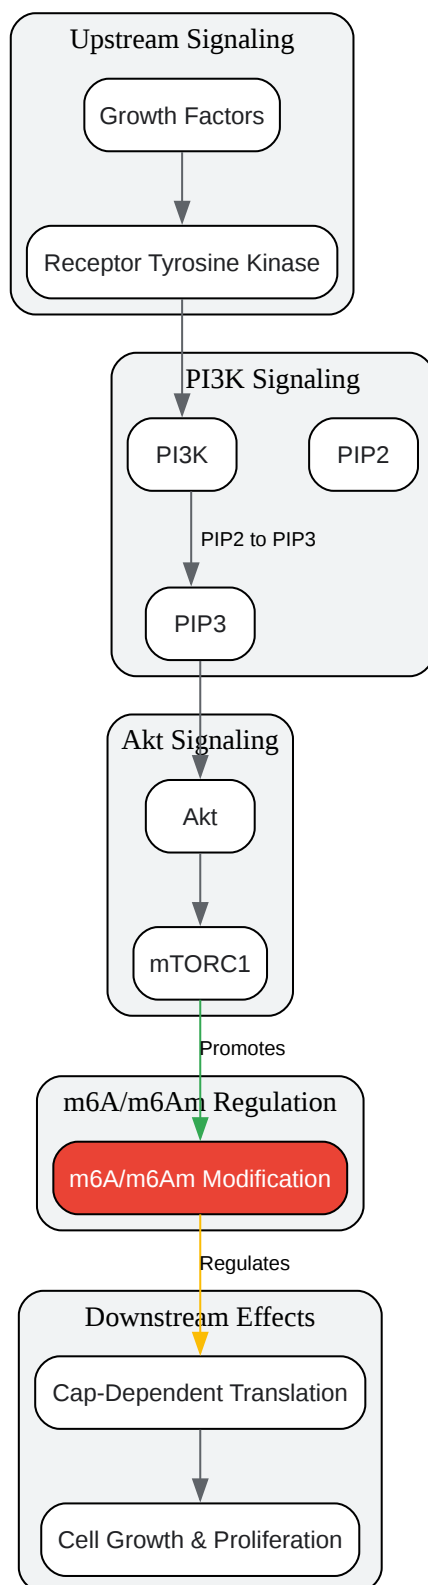 Upstream Signaling
Growth Factors
Receptor Tyrosine Kinase
PI3K Signaling
PI3K
PIP2
PIP2 to PIP3
PIP3
Akt Signaling
Akt
mTORC1
Promotes
m6A/m6Am Regulation
m6A/m6Am Modification
Regulates
Downstream Effects
Cap-Dependent Translation
Cell Growth & Proliferation